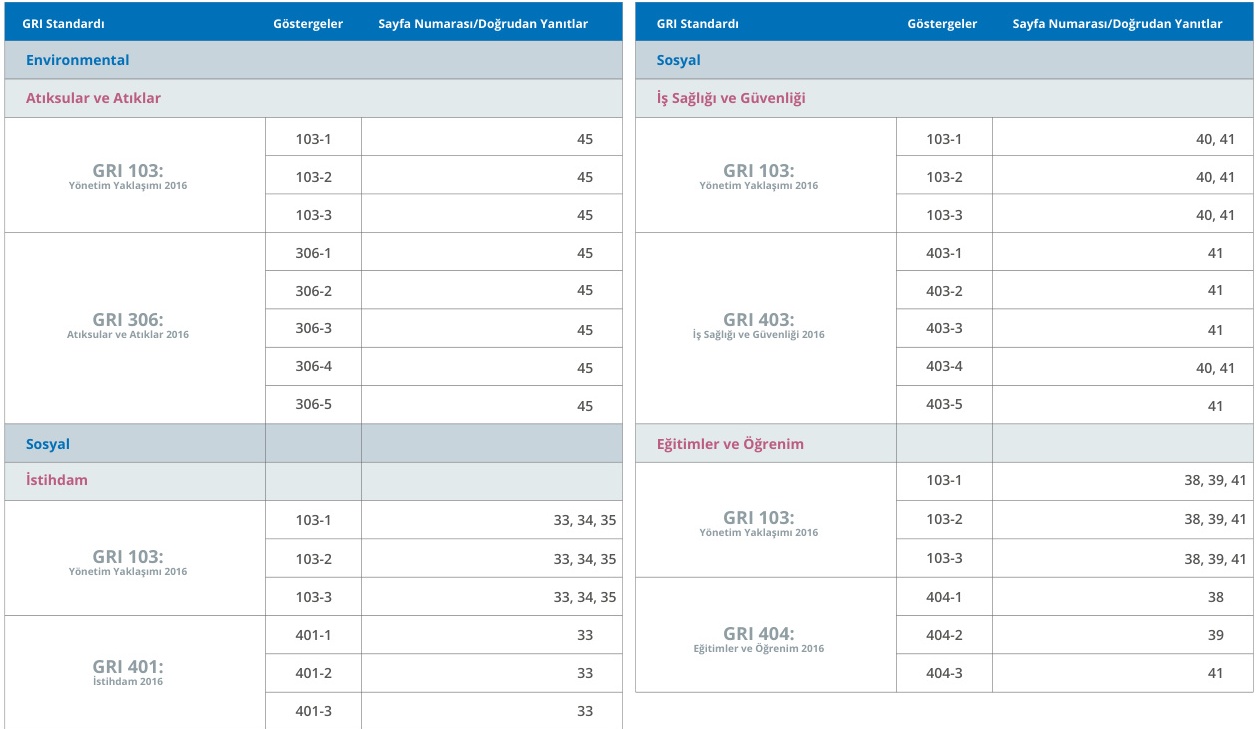 GRI Standardı Göstergeler Sayfa Numarası/Doğrudan Yanıtlar
Environmental
Atıksular ve Atıklar
GRI 103:
Yönetim Yaklaşımı 2016
103-1 45
103-2 45
103-3 45
GRI 306:
Atıksular ve Atıklar 2016
306-1 45
306-2 45
306-3 45
306-4 45
306-5 45
Sosyal
İstihdam
GRI 103:
Yönetim Yaklaşımı 2016
103-1 33, 34, 35
103-2 33, 34, 35
103-3 33, 34, 35
GRI 401:
İstihdam 2016
401-1 33
401-2 33
401-3 33
GRI Standardı Göstergeler Sayfa Numarası/Doğrudan Yanıtlar
Sosyal
İş Sağlığı ve Güvenliği
GRI 103:
Yönetim Yaklaşımı 2016
103-1 40, 41
103-2 40, 41
103-3 40, 41
GRI 403:
İş Sağlığı ve Güvenliği 2016
403-1 41
403-2 41
403-3 41
403-4 40, 41
403-5 41
Eğitimler ve Öğrenim
GRI 103:
Yönetim Yaklaşımı 2016
103-1 38, 39, 41
103-2 38, 39, 41
103-3 38, 39, 41
GRI 404:
Eğitimler ve Öğrenim 2016
404-1 38
404-2 39
404-3 41